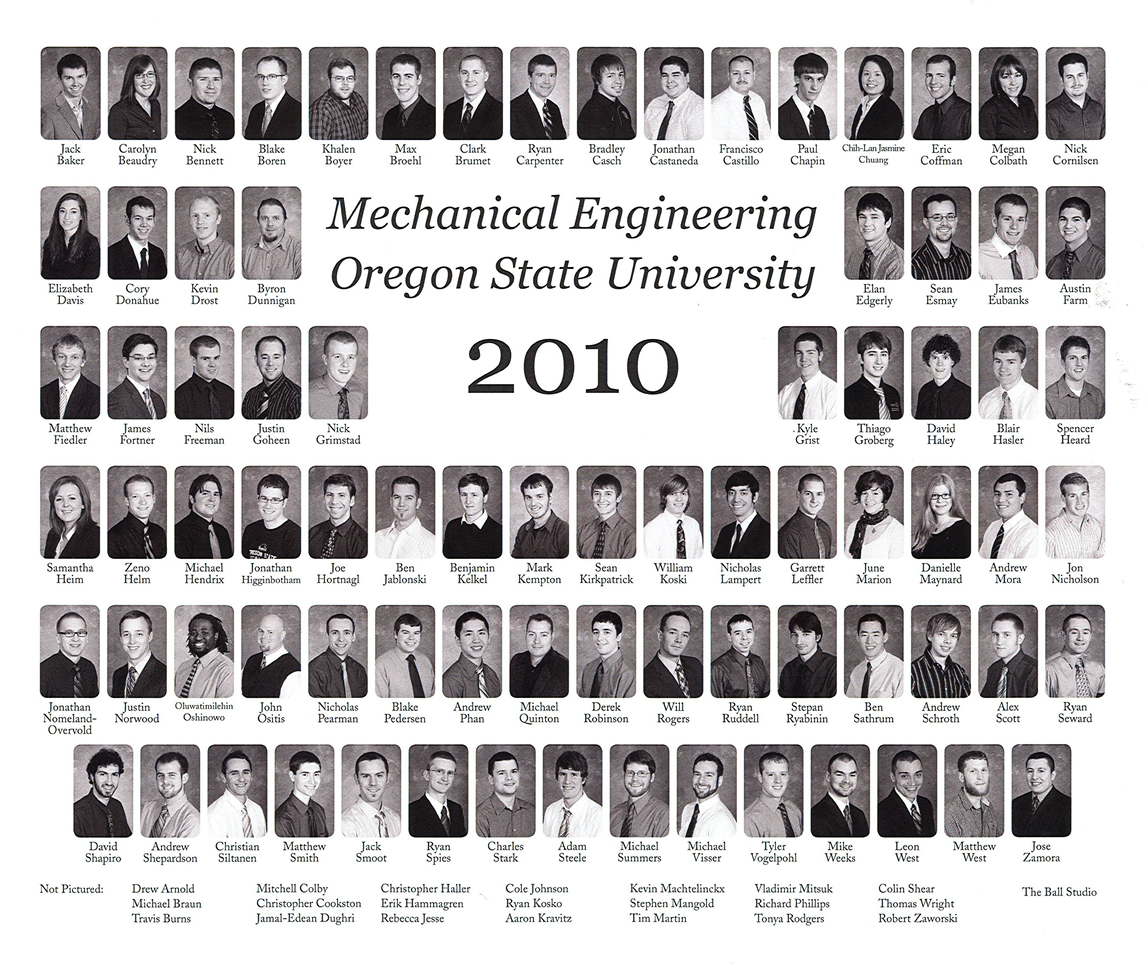 Jack Baker
Carolyn Beaudry
Nick Bennett
Blake Boren
Khalen Boyer
Max Broehl
Clark Brumet
Ryan Carpenter
Bradley Casch
Jonathan Castaneda
Francisco Castillo
Paul Chapin
Chih-Lan Jasmine Chuang
Eric Coffman
Megan Colbath
Nick Cornilsen
Mechanical Engineering
Oregon State University
2010
Elizabeth Davis
Cory Donahue
Kevin Drost
Byron Dunnigan
Elan Edgerly
Sean Esmay
James Eubanks
Austin Farm
Matthew Fiedler
James Fortner
Nils Freeman
Justin Goheen
Nick Grimstad
Kyle Grist
Thiago Groberg
David Haley
Blair Hasler
Spencer Heard
Samantha Heim
Zeno Helm
Michael Hendrix
Jonathan Higginbotham
Joe Hortnagl
Ben Jablonski
Benjamin Kelkel
Mark Kempton
Sean Kirkpatrick
William Koski
Nicholas Lampert
Garrett Leffler
June Marion
Danielle Maynard
Andrew Mora
Jon Nicholson
Jonathan Nomeland-Overvold
Justin Norwood
Oluwatimilehin Oshinowo
John Ositis
Nicholas Pearman
Blake Pedersen
Andrew Phan
Michael Quinton
Derek Robinson
Will Rogers
Ryan Ruddell
Stepan Ryabinin
Ben Sathrum
Andrew Schroth
Alex Scott
Ryan Seward
David Shapiro
Andrew Shepardson
Christian Siltanen
Matthew Smith
Jack Smoot
Ryan Spies
Charles Stark
Adam Steele
Michael Summers
Michael Visser
Tyler Vogelpohl
Mike Weeks
Leon West
Matthew West
Jose Zamora
Not Pictured:
Drew Arnold
Michael Braun
Travis Burns
Mitchell Colby
Christopher Cookston
Jamal-Edean Dughri
Christopher Haller
Erik Hammagren
Rebecca Jesse
Cole Johnson
Ryan Kosko
Aaron Kravitz
Kevin Machtelinckx
Stephen Mangold
Tim Martin
Vladimir Mitsuk
Richard Phillips
Tonya Rodgers
Colin Shear
Thomas Wright
Robert Zaworski
The Ball Studio